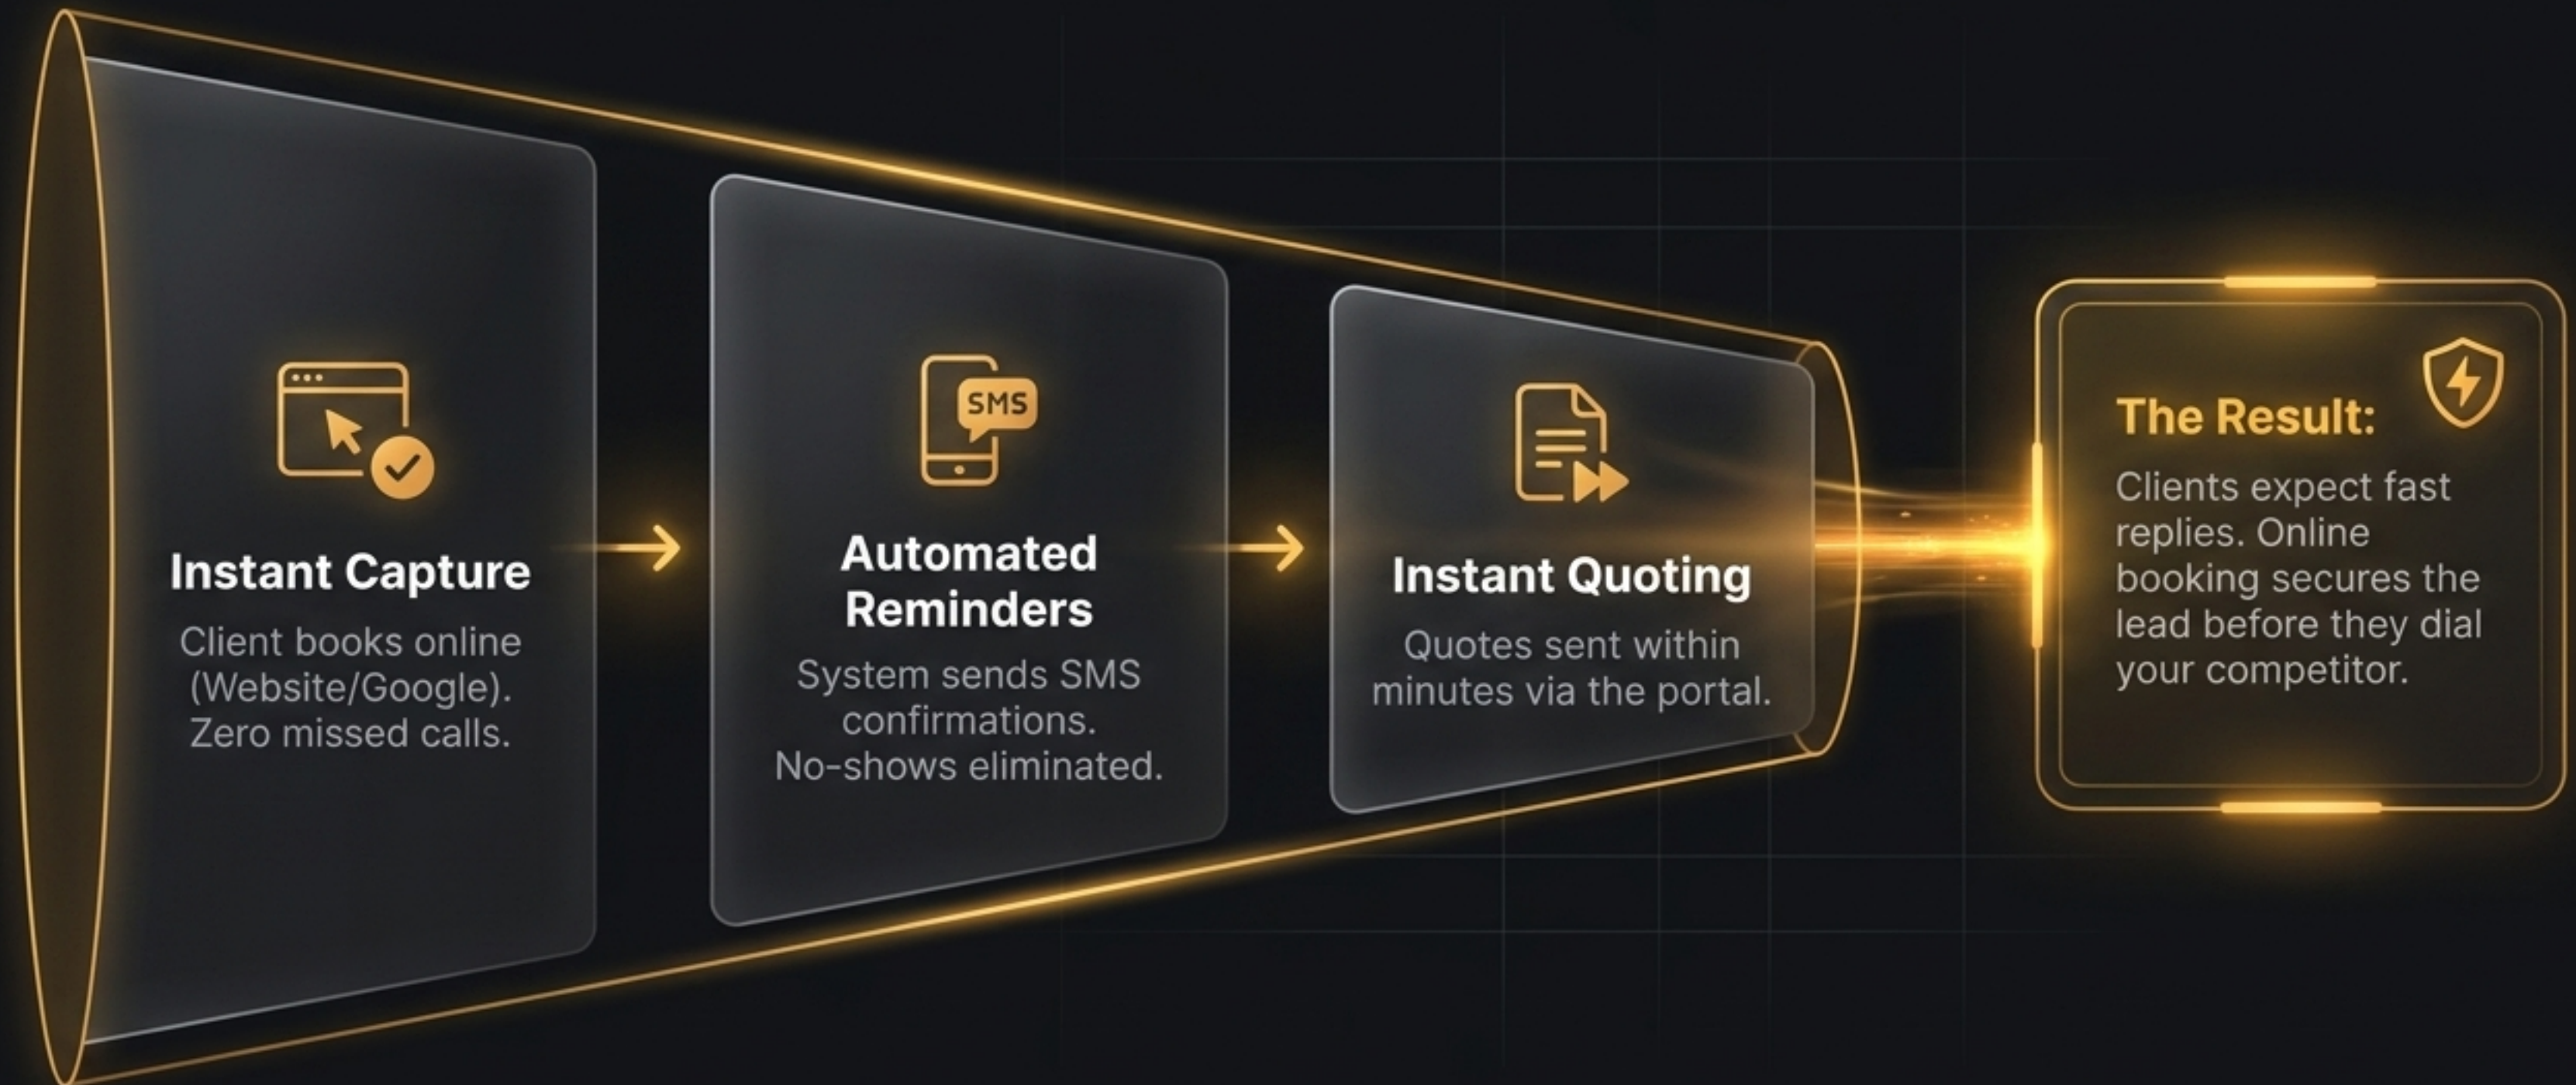 Instant Capture
Client books online
(Website/Google).
Zero missed calls.
SMS
Automated
Reminders
System sends SMS
confirmations.
No-shows eliminated.
Instant Quoting
Quotes sent within
minutes via the portal.
The Result:
Clients expect fast
replies. Online
booking secures the
lead before they dial
your competitor.